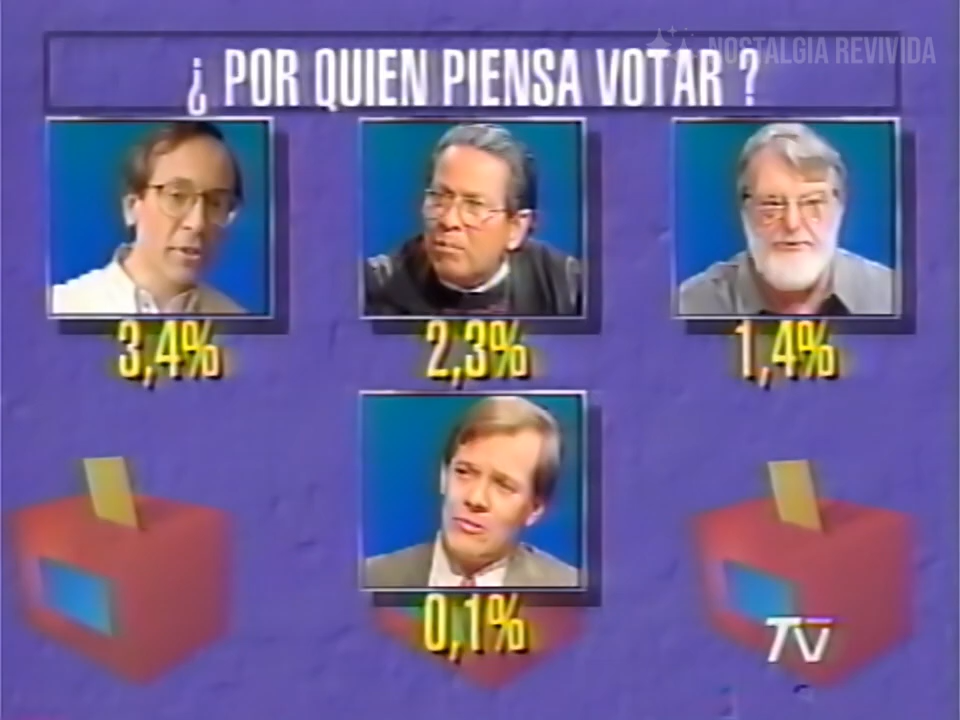 NOSTALGIA REVIVIDA
¿ POR QUIEN PIENSA VOTAR ?
3,4% 2,3% 1,4%
0,1%
TV